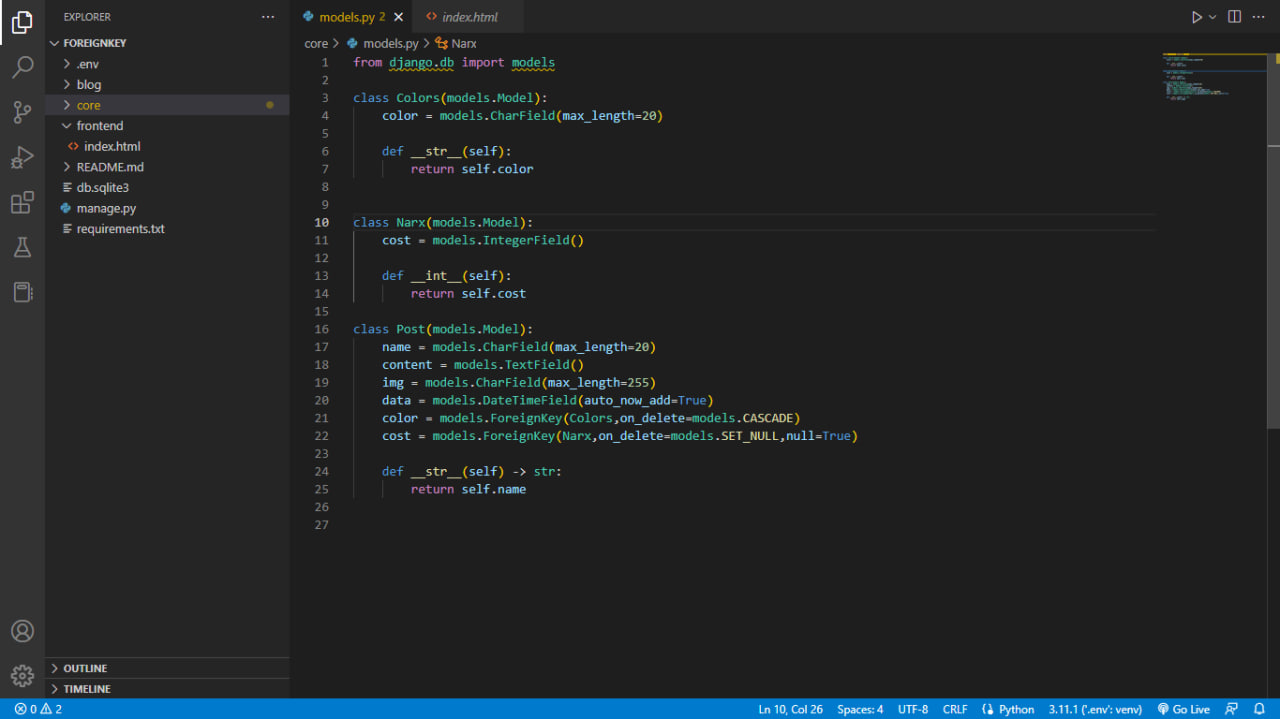 EXPLORER
FOREIGNKEY
.env
blog
core
frontend
index.html
README.md
db.sqlite3
manage.py
requirements.txt
OUTLINE
TIMELINE
models.py 2
index.html
core > models.py > Narx
1 from django.db import models
2
3 class Colors(models.Model):
4     color = models.CharField(max_length=20)
5
6     def __str__(self):
7         return self.color
8
9
10 class Narx(models.Model):
11     cost = models.IntegerField()
12
13     def __int__(self):
14         return self.cost
15
16 class Post(models.Model):
17     name = models.CharField(max_length=20)
18     content = models.TextField()
19     img = models.CharField(max_length=255)
20     data = models.DateTimeField(auto_now_add=True)
21     color = models.ForeignKey(Colors,on_delete=models.CASCADE)
22     cost = models.ForeignKey(Narx,on_delete=models.SET_NULL,null=True)
23
24     def __str__(self) -> str:
25         return self.name
26
27
0 2 Ln 10, Col 26 Spaces: 4 UTF-8 CRLF Python 3.11.1 ('.env': venv) Go Live